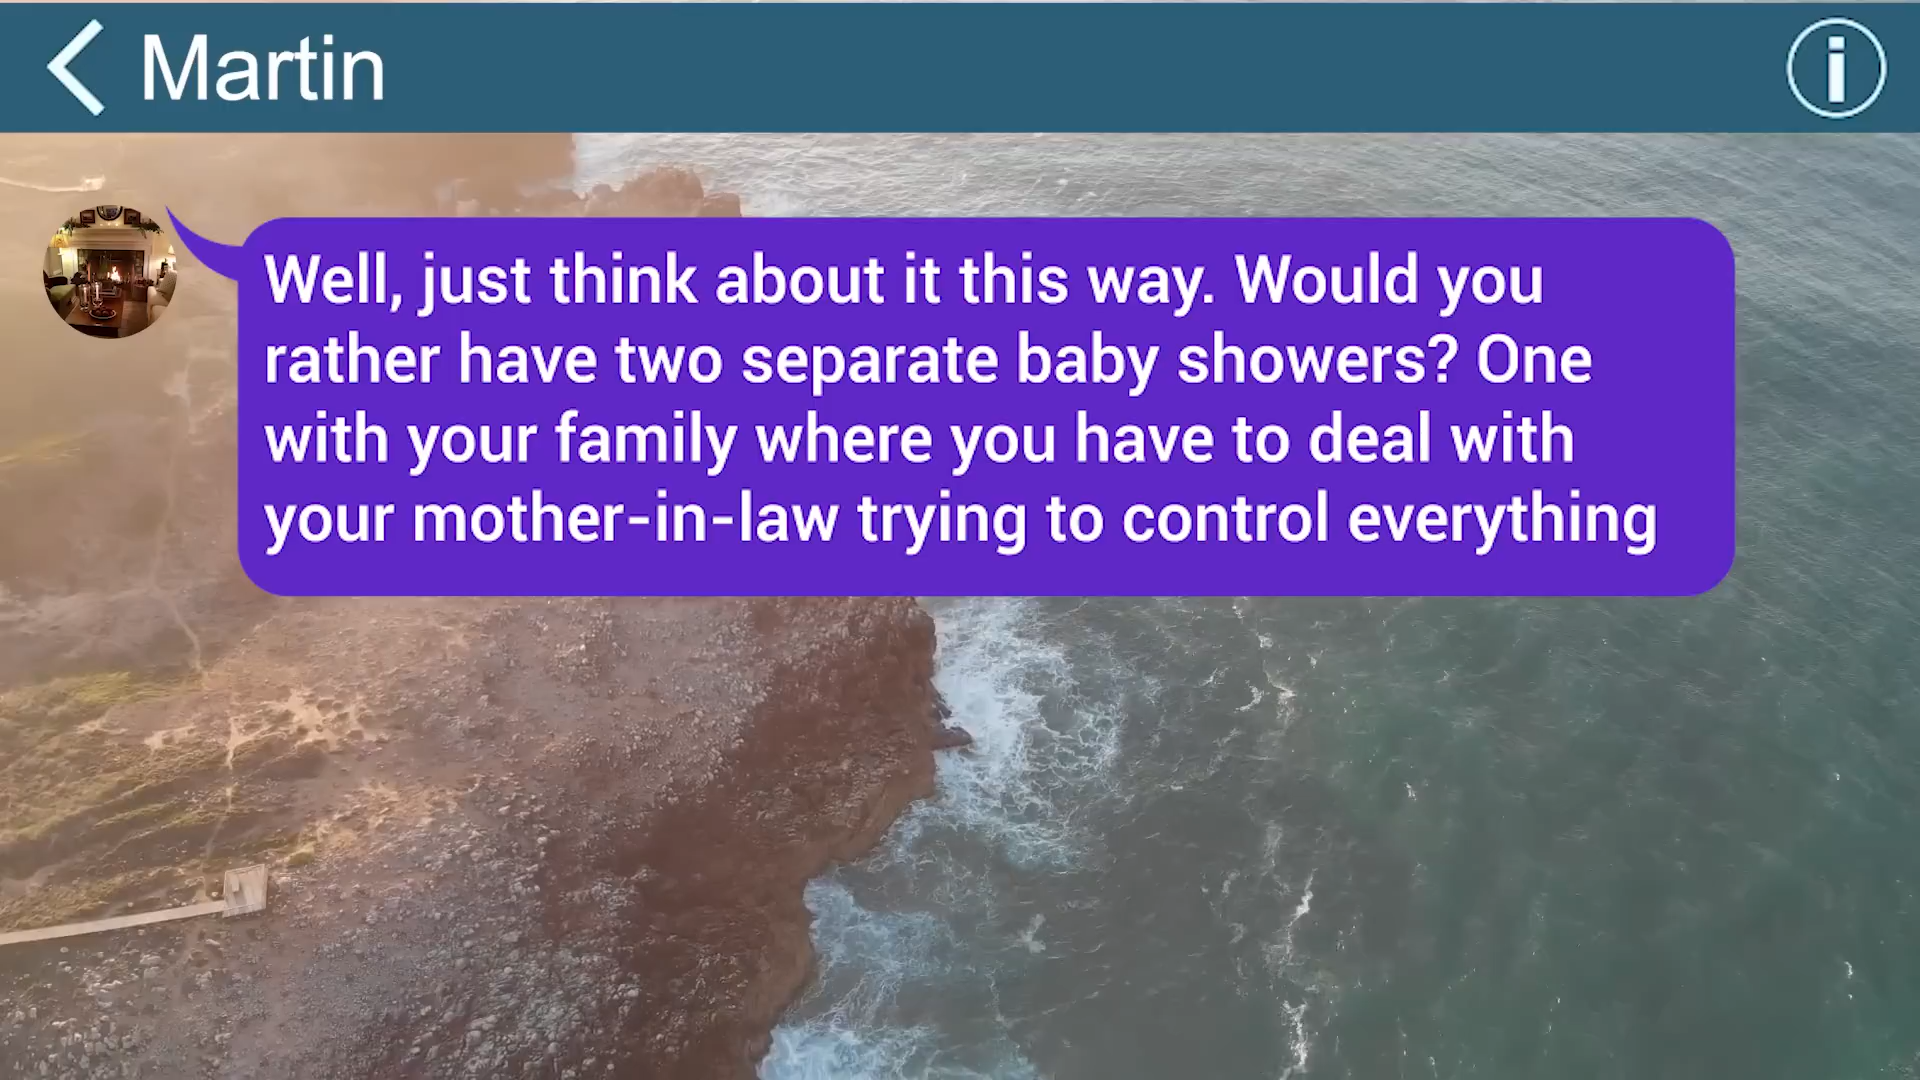 Martin
Well, just think about it this way. Would you
rather have two separate baby showers? One
with your family where you have to deal with
your mother-in-law trying to control everything